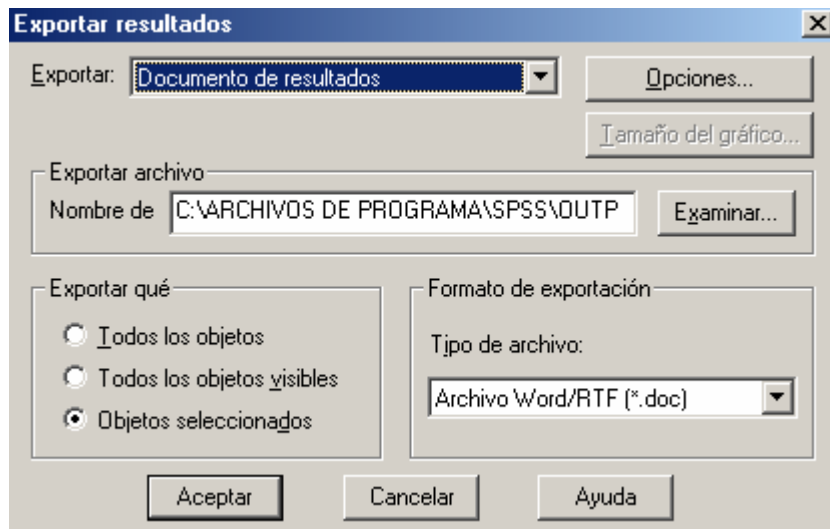 Exportar resultados
Exportar: Documento de resultados
Opciones...
Tamaño del gráfico...
Exportar archivo
Nombre de C:\ARCHIVOS DE PROGRAMA\SPSS\OUTP
Examinar...
Exportar qué
Todos los objetos
Todos los objetos visibles
Objetos seleccionados
Formato de exportación
Tipo de archivo:
Archivo Word/RTF (*.doc)
Aceptar
Cancelar
Ayuda